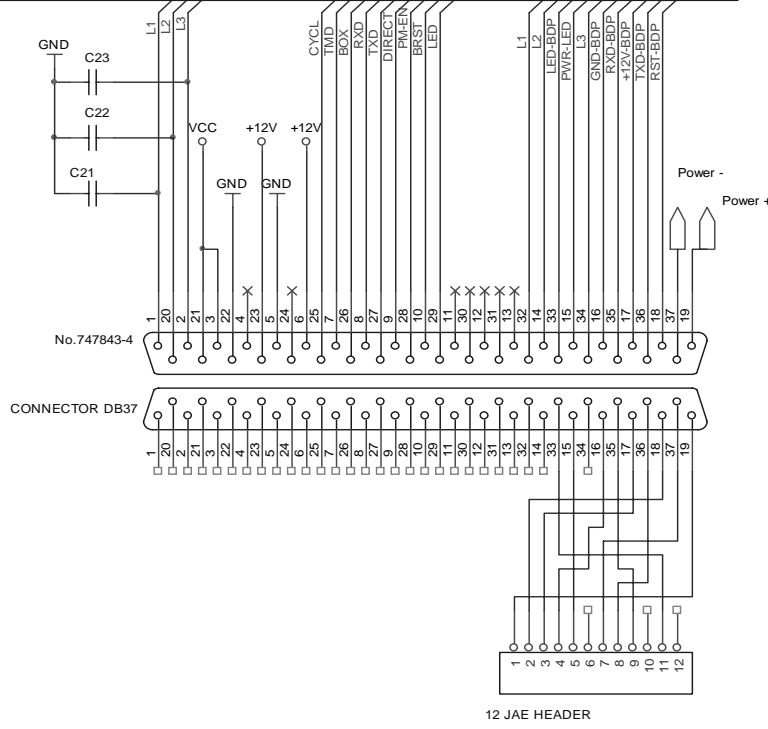 L1 L2 L3 CYCL TMD BOX RXD TXD DIRECT PM-EN BRST LED L1 L2 LED-BDP PWR-LED L3 GND-BDP RXD-BDP +12V-BDP TXD-BDP RST-BDP
GND
C23
C22
VCC +12V +12V
C21
GND GND
Power -
Power +
1 20 2 21 3 22 4 23 5 24 6 25 7 26 8 27 9 28 10 29 11 30 12 31 13 32 14 33 15 34 16 35 17 36 18 37 19
No.747843-4
CONNECTOR DB37
1 20 2 21 3 22 4 23 5 24 6 25 7 26 8 27 9 28 10 29 11 30 12 31 13 32 14 33 15 34 16 35 17 36 18 37 19
1 2 3 4 5 6 7 8 9 10 11 12
12 JAE HEADER